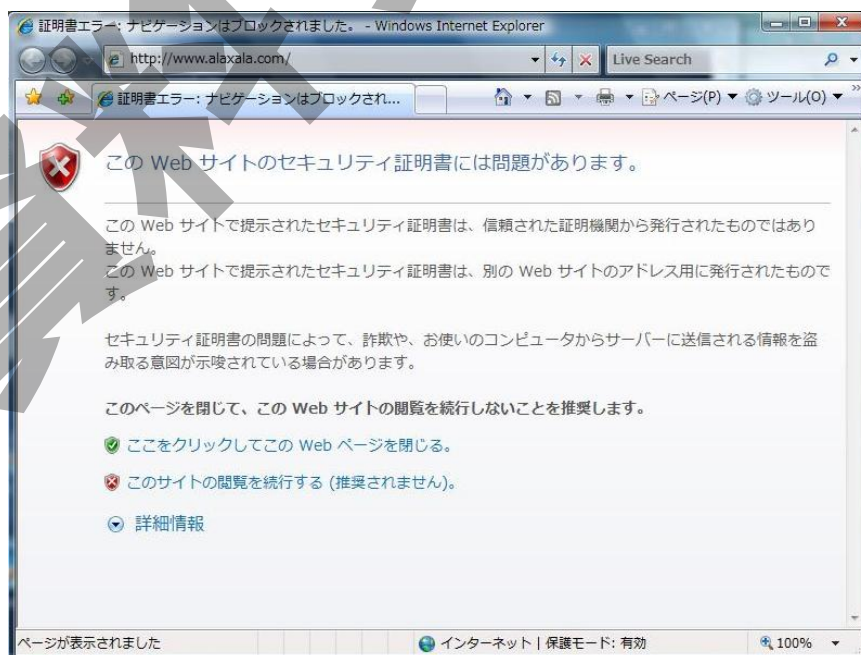 証明書エラー: ナビゲーションはブロックされました。 - Windows Internet Explorer
http://www.alaxala.com/
Live Search
証明書エラー: ナビゲーションはブロックされ...
ページ(P)
ツール(O)
この Web サイトのセキュリティ証明書には問題があります。
この Web サイトで提示されたセキュリティ証明書は、信頼された証明機関から発行されたものではあり
ません。
この Web サイトで提示されたセキュリティ証明書は、別の Web サイトのアドレス用に発行されたもので
す。
セキュリティ証明書の問題によって、詐欺や、お使いのコンピュータからサーバーに送信される情報を盗
み取る意図が示唆されている場合があります。
このページを閉じて、この Web サイトの閲覧を続行しないことを推奨します。
ここをクリックしてこの Web ページを閉じる。
このサイトの閲覧を続行する (推奨されません)。
詳細情報
ページが表示されました
インターネット | 保護モード: 有効
100%